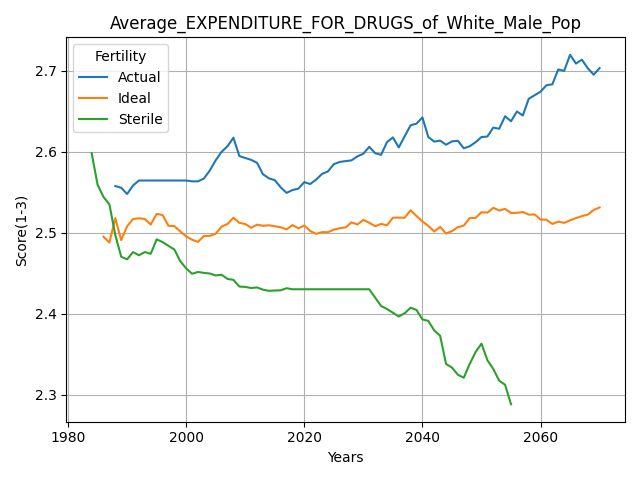 Average_EXPENDITURE_FOR_DRUGS_of_White_Male_Pop
Fertility
Actual
Ideal
Sterile
Score(1-3)
2.7
2.6
2.5
2.4
2.3
1980 2000 2020 2040 2060
Years